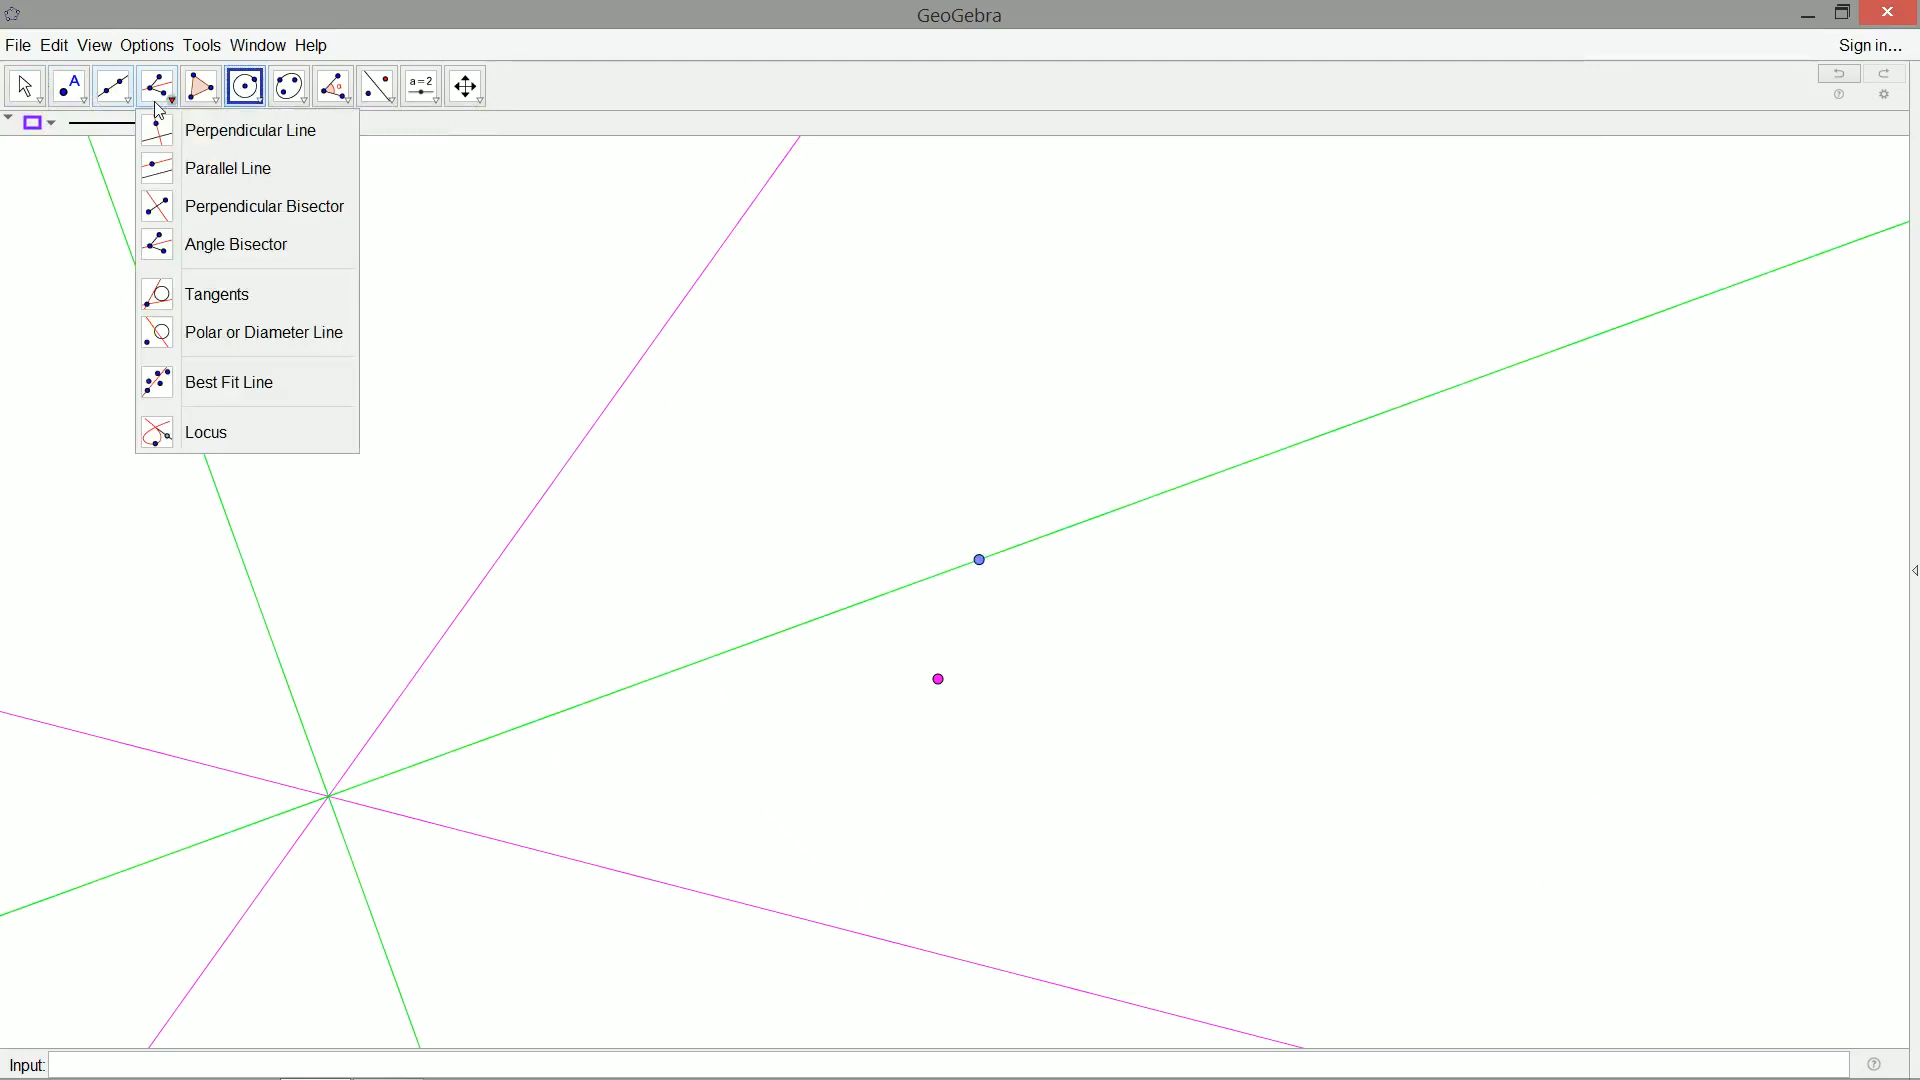 GeoGebra
File Edit View Options Tools Window Help
Sign in...
A
α
a=2
Perpendicular Line
Parallel Line
Perpendicular Bisector
Angle Bisector
Tangents
Polar or Diameter Line
Best Fit Line
Locus
Input: